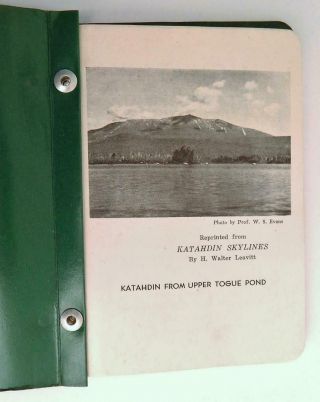 Photo by Prof. W. S. Evans
Reprinted from
KATAHDIN SKYLINES
By H. Walter Leavitt
KATAHDIN FROM UPPER TOGUE POND